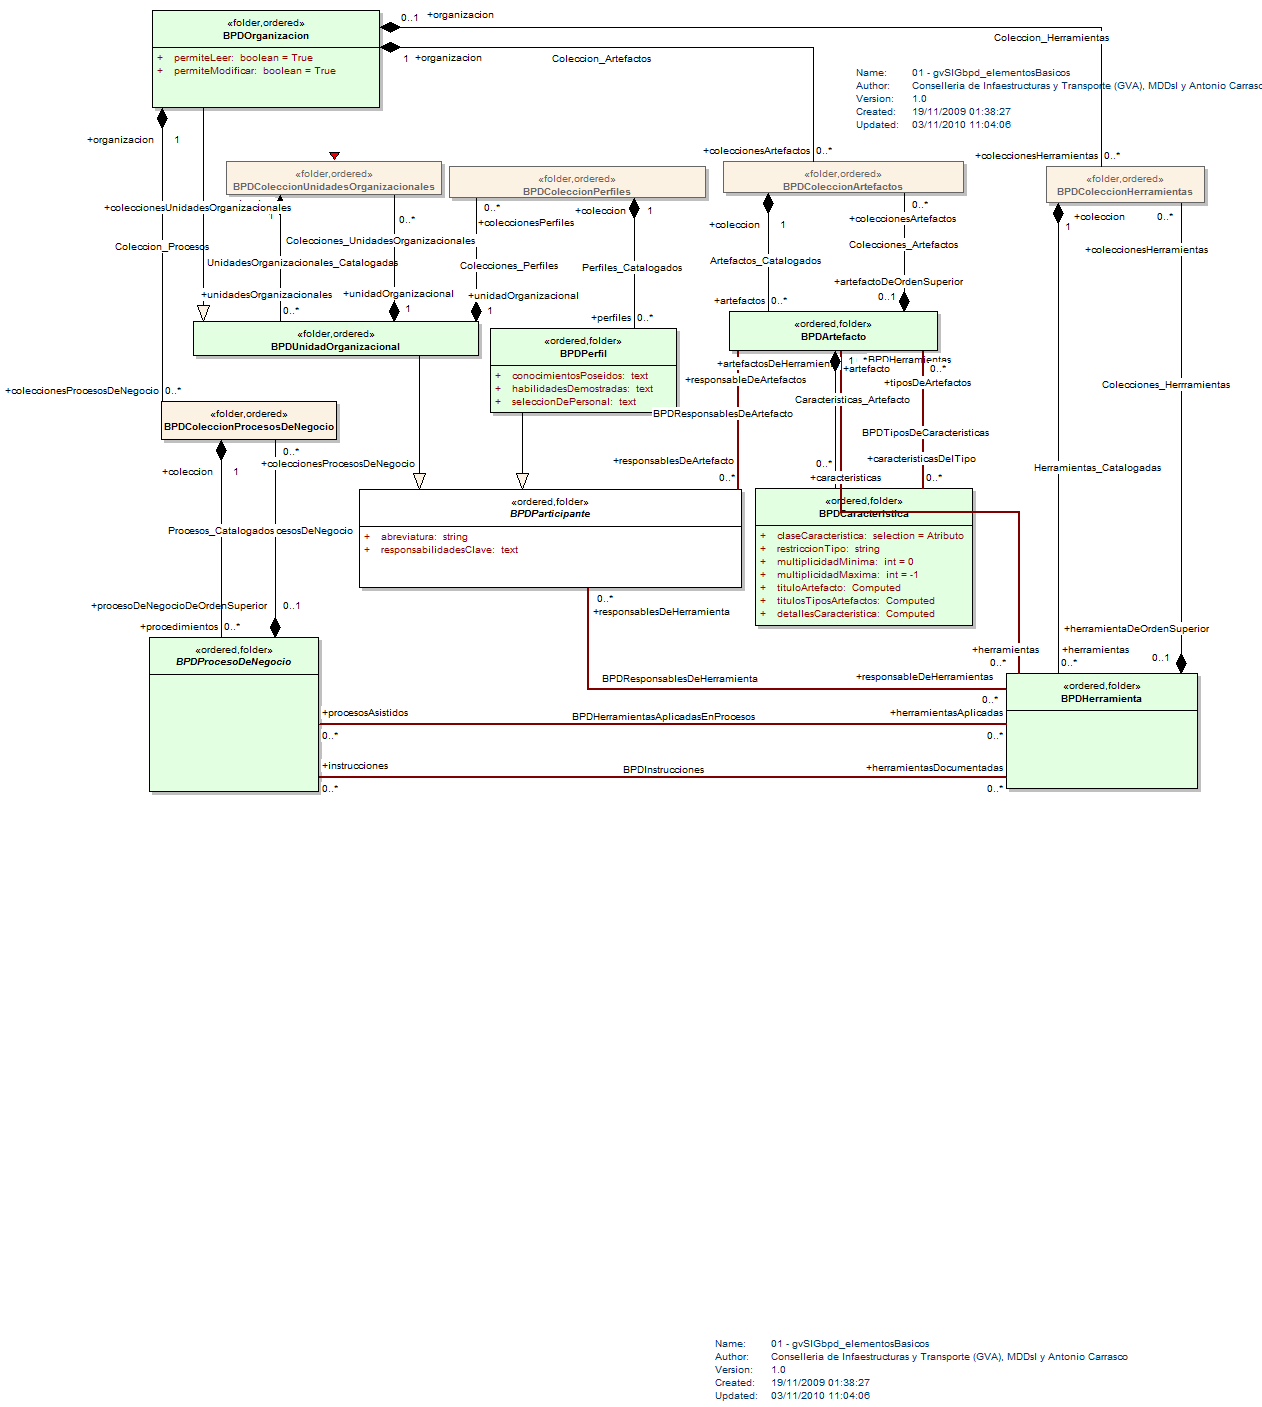 «folder,ordered»
BPDOrganizacion
+ permiteLeer: boolean = True
+ permiteModificar: boolean = True
0..1 +organizacion
Coleccion_Herramientas
1 +organizacion
Coleccion_Artefactos
Name: 01 - gvSIGbpd_elementosBasicos
Author: Conselleria de Infaestructuras y Transporte (GVA), MDDsl y Antonio Carrasc
Version: 1.0
Created: 19/11/2009 01:38:27
Updated: 03/11/2010 11:04:06
+organizacion 1
+coleccionesArtefactos 0..*
+coleccionesHerramientas 0..*
«folder,ordered»
BPDColeccionUnidadesOrganizacionales
«folder,ordered»
BPDColeccionPerfiles
«folder,ordered»
BPDColeccionArtefactos
«folder,ordered»
BPDColeccionHerramientas
+coleccionesUnidadesOrganizacionales
1
0..*
0..*
+coleccionesPerfiles
+coleccion 1
+coleccion 1
0..*
+coleccionesArtefactos
+coleccion
1
0..*
+coleccionesHerramientas
Coleccion_Procesos
Colecciones_UnidadesOrganizacionales
Colecciones_Artefactos
UnidadesOrganizacionales_Catalogadas
Colecciones_Perfiles
Perfiles_Catalogados
Artefactos_Catalogados
+artefactoDeOrdenSuperior
0..1
+unidadesOrganizacionales
0..*
+unidadOrganizacional
1
+unidadOrganizacional
1
+perfiles 0..*
+artefactos 0..*
«folder,ordered»
BPDUnidadOrganizacional
«ordered,folder»
BPDPerfil
+ conocimientosPoseidos: text
+ habilidadesDemostradas: text
+ seleccionDePersonal: text
«ordered,folder»
BPDArtefacto
+artefactosDeHerramien
1
*
BPDHerramientas
+artefacto
0..*
+responsableDeArtefactos
+tiposDeArtefactos
Colecciones_Herrramientas
+coleccionesProcesosDeNegocio 0..*
Caracteristicas_Artefacto
BPDResponsablesDeArtefacto
«folder,ordered»
BPDColeccionProcesosDeNegocio
BPDTiposDeCaracteristicas
0..*
+coleccionesProcesosDeNegocio
+coleccion 1
+responsablesDeArtefacto
0..*
0..*
+caracteristicas
+caracteristicasDelTipo
0..*
Herramientas_Catalogadas
«ordered,folder»
BPDParticipante
+ abreviatura: string
+ responsabilidadesClave: text
«ordered,folder»
BPDCaracteristica
+ claseCaracteristica: selection = Atributo
+ restriccionTipo: string
+ multiplicidadMinima: int = 0
+ multiplicidadMaxima: int = -1
+ tituloArtefacto: Computed
+ titulosTiposArtefactos: Computed
+ detallesCaracteristica: Computed
Procesos_Catalogados cesosDeNegocio
+procesoDeNegocioDeOrdenSuperior 0..1
0..*
+responsablesDeHerramienta
+procedimientos 0..*
+herramientaDeOrdenSuperior
0..1
+herramientas
0..*
+herramientas
0..*
«ordered,folder»
BPDProcesoDeNegocio
BPDResponsablesDeHerramienta
+responsableDeHerramientas
0..*
«ordered,folder»
BPDHerramienta
+procesosAsistidos
0..*
BPDHerramientasAplicadasEnProcesos
+herramientasAplicadas
0..*
+instrucciones
0..*
BPDInstrucciones
+herramientasDocumentadas
0..*
Name: 01 - gvSIGbpd_elementosBasicos
Author: Conselleria de Infaestructuras y Transporte (GVA), MDDsl y Antonio Carrasco
Version: 1.0
Created: 19/11/2009 01:38:27
Updated: 03/11/2010 11:04:06